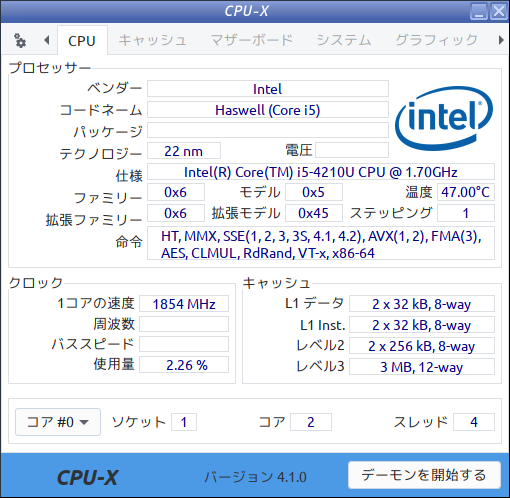 CPU-X
CPU キャッシュ マザーボード システム グラフィック
プロセッサー
ベンダー Intel
コードネーム Haswell (Core i5)
intel
パッケージ
テクノロジー 22 nm 電圧
仕様 Intel(R) Core(TM) i5-4210U CPU @ 1.70GHz
ファミリー 0x6 モデル 0x5 温度 47.00°C
拡張ファミリー 0x6 拡張モデル 0x45 ステッピング 1
命令 HT, MMX, SSE(1, 2, 3, 3S, 4.1, 4.2), AVX(1, 2), FMA(3),
AES, CLMUL, RdRand, VT-x, x86-64
クロック
1コアの速度 1854 MHz
周波数
バススピード
使用量 2.26 %
キャッシュ
L1 データ 2 x 32 kB, 8-way
L1 Inst. 2 x 32 kB, 8-way
レベル2 2 x 256 kB, 8-way
レベル3 3 MB, 12-way
コア #0 ソケット 1 コア 2 スレッド 4
CPU-X バージョン 4.1.0 デーモンを開始する